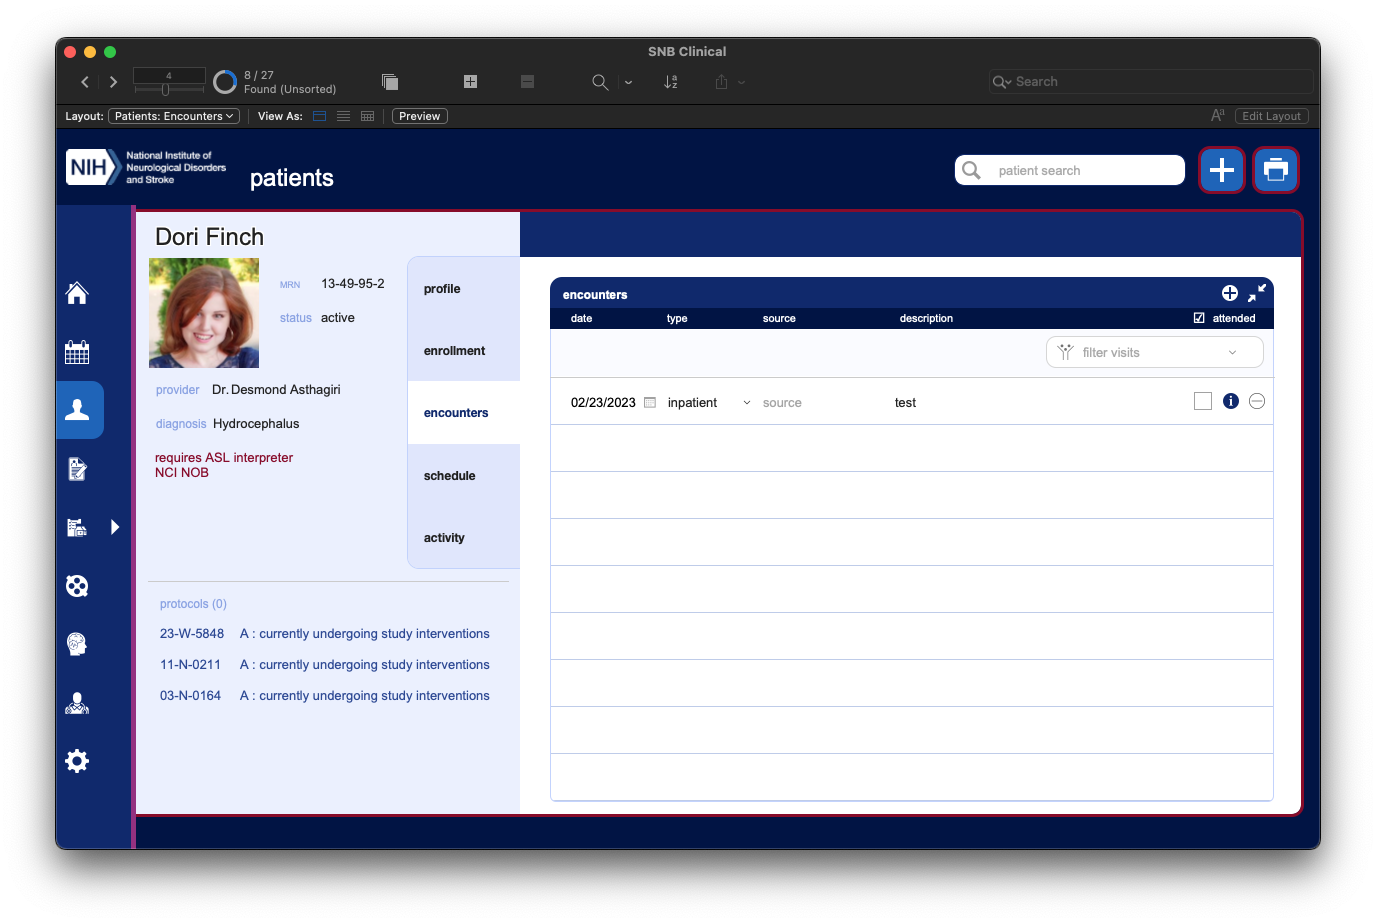 SNB Clinical
4
8 / 27
Found (Unsorted)
Search
Layout: Patients: Encounters View As: Preview Aa Edit Layout
NIH National Institute of
Neurological Disorders
and Stroke
patients
patient search
Dori Finch
MRN 13-49-95-2
status active
provider Dr. Desmond Asthagiri
diagnosis Hydrocephalus
requires ASL interpreter
NCI NOB
profile
enrollment
encounters
schedule
activity
protocols (0)
23-W-5848 A : currently undergoing study interventions
11-N-0211 A : currently undergoing study interventions
03-N-0164 A : currently undergoing study interventions
encounters
date type source description attended
filter visits
02/23/2023 inpatient source test